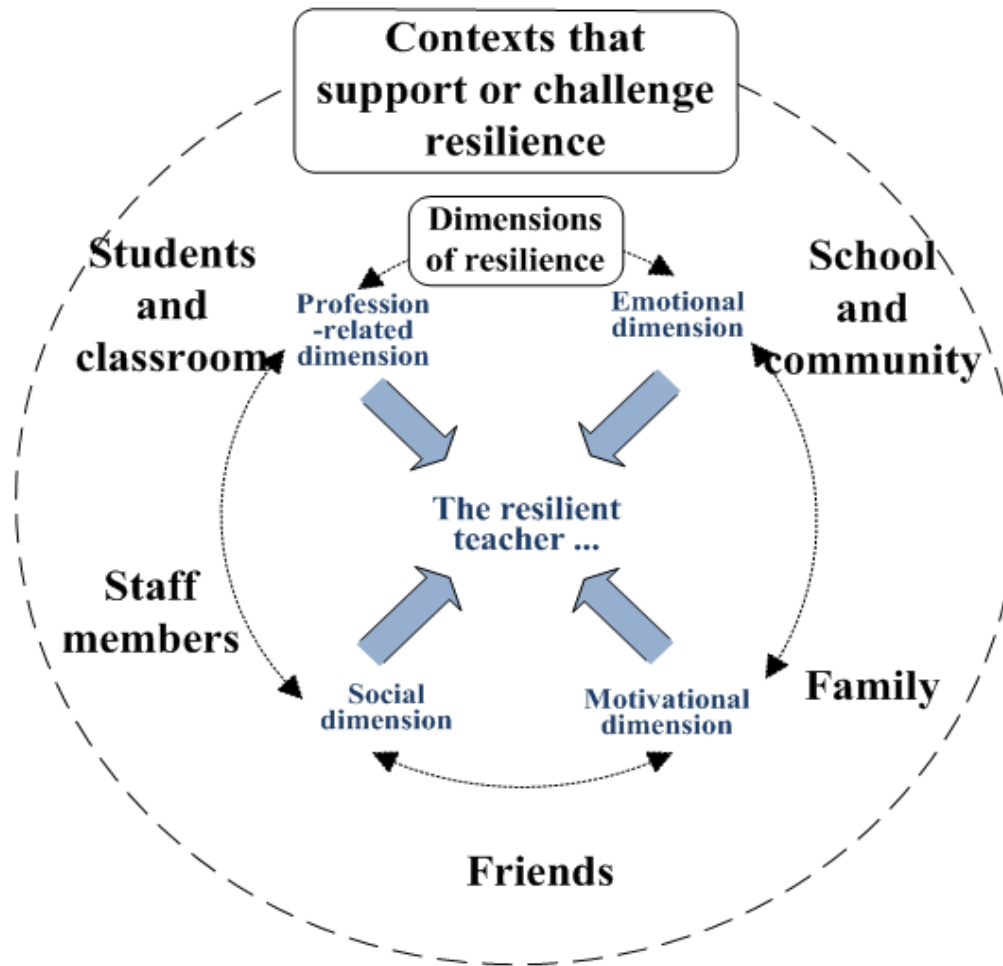 Contexts that
support or challenge
resilience
Dimensions
of resilience
Students
and
classroom
School
and
community
Profession
-related
dimension
Emotional
dimension
The resilient
teacher ...
Staff
members
Social
dimension
Motivational
dimension
Family
Friends